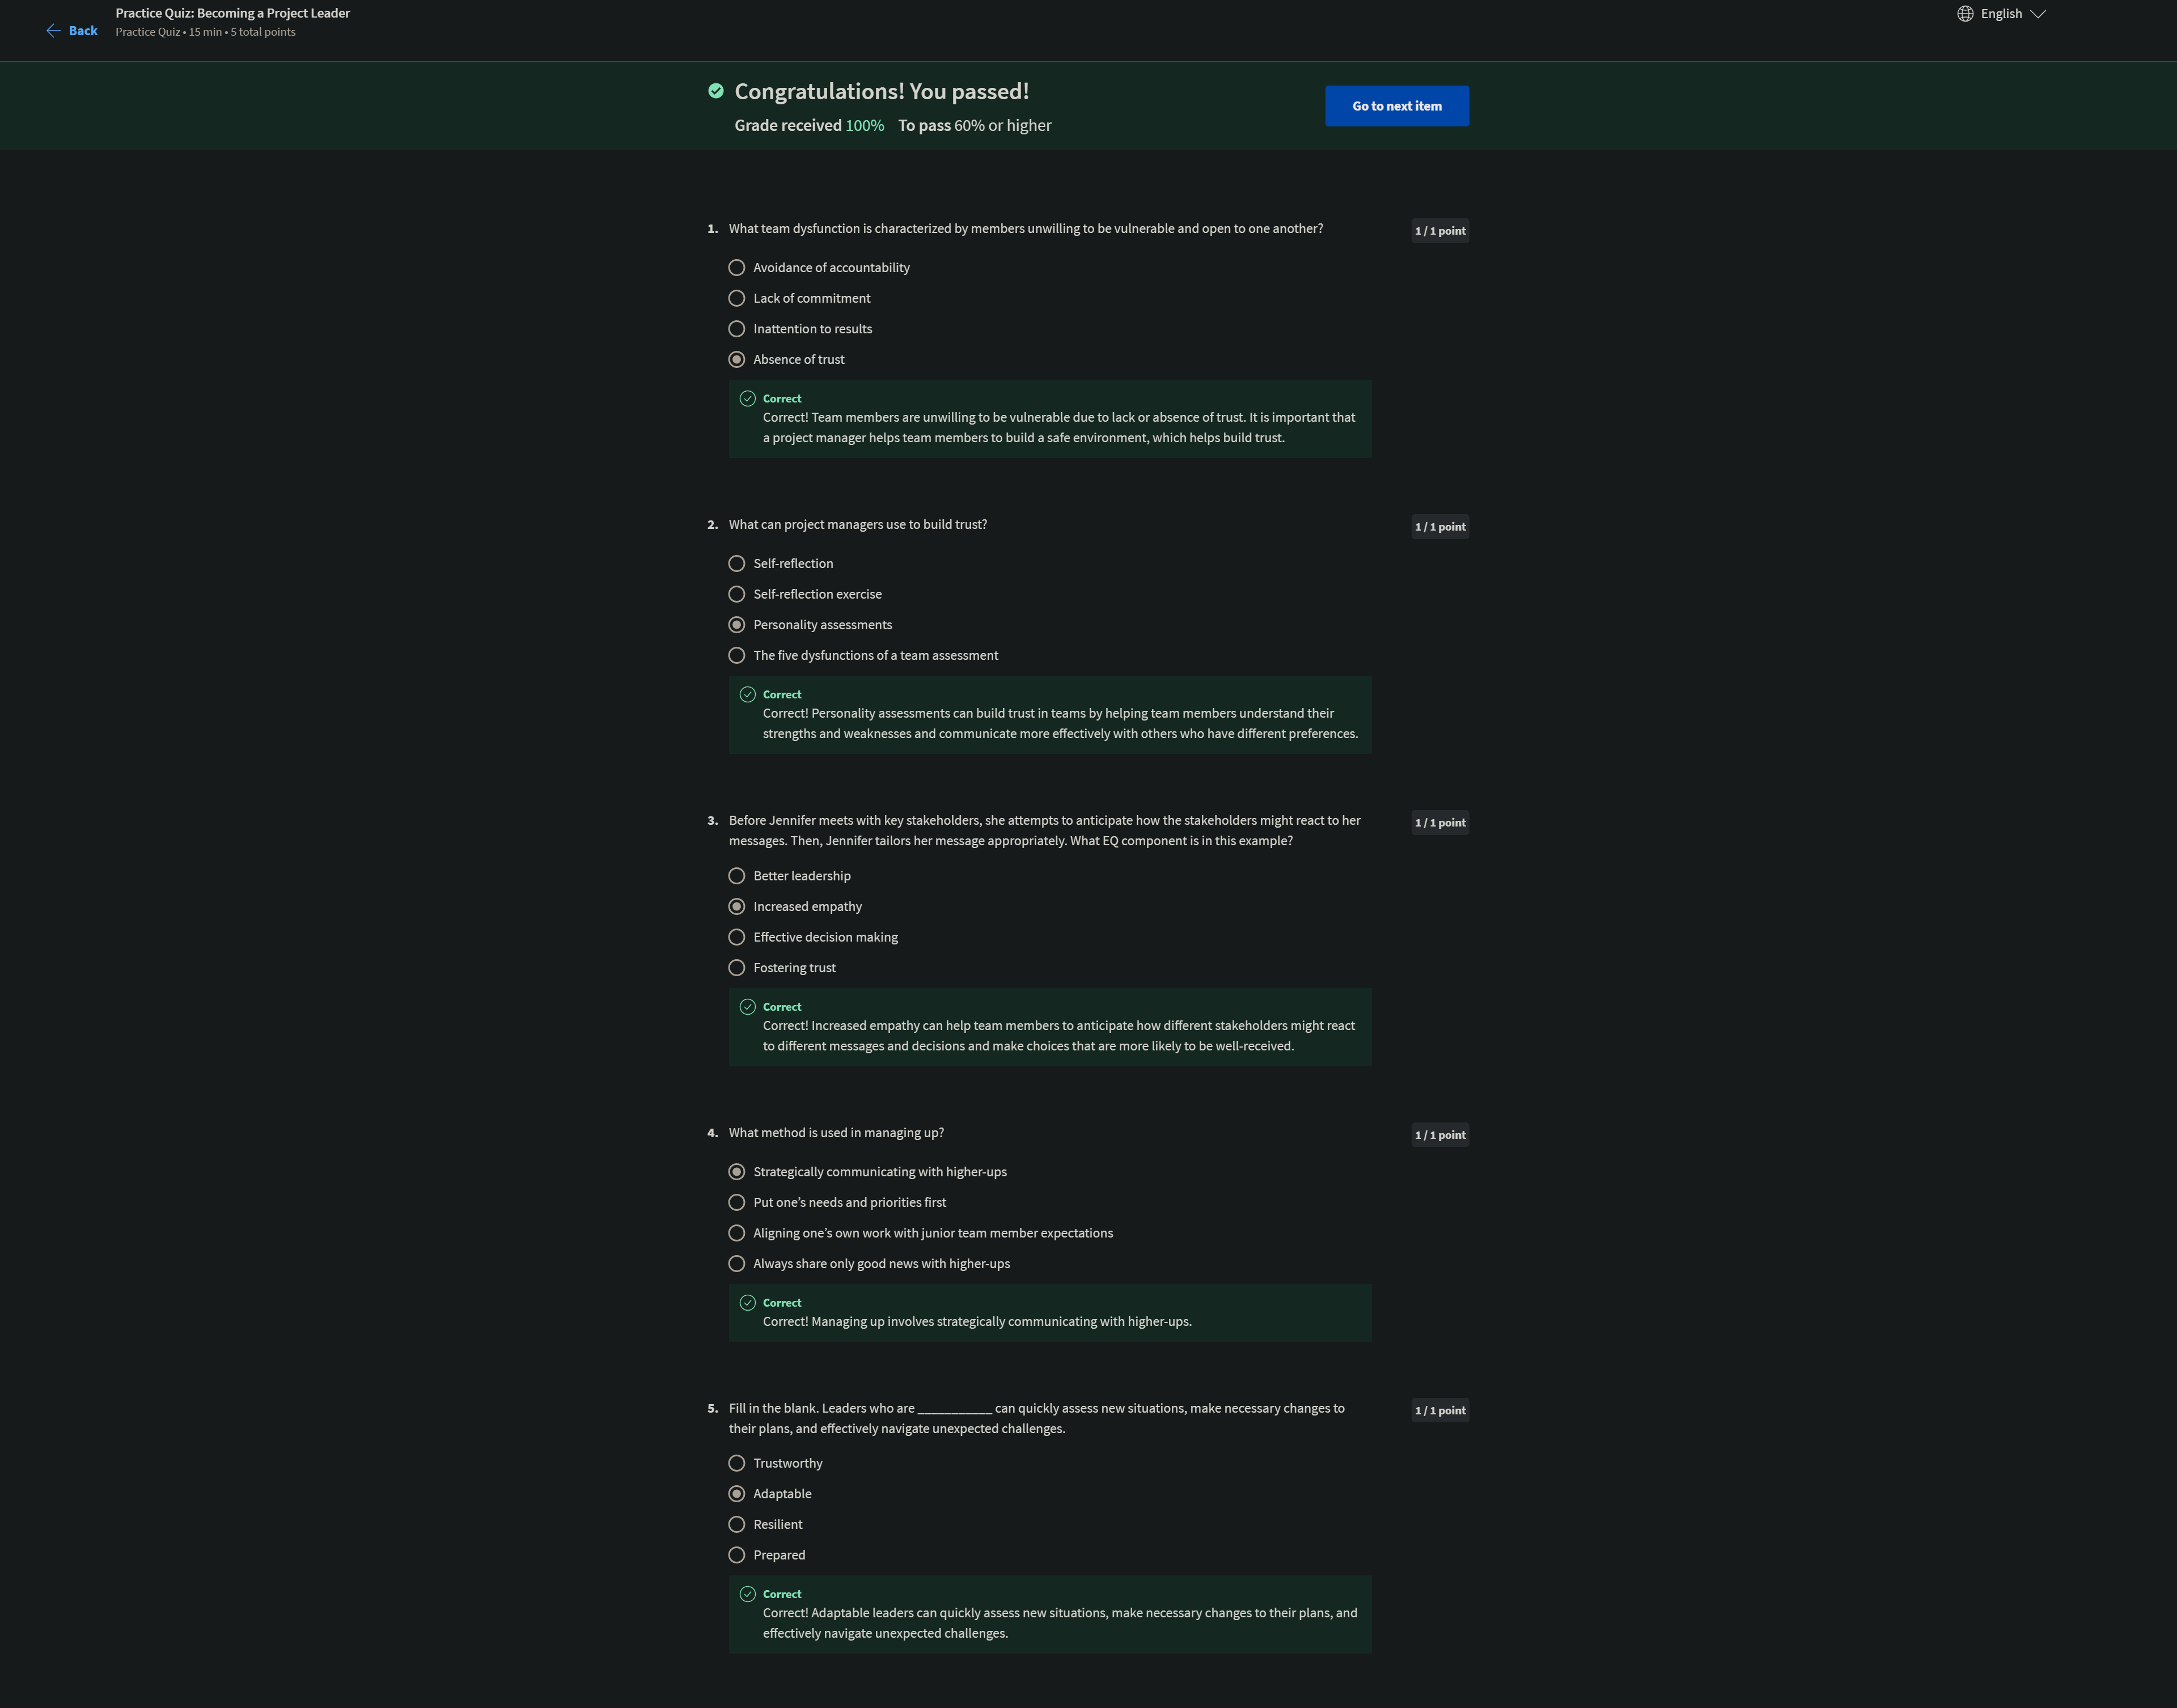 Back
Practice Quiz: Becoming a Project Leader
Practice Quiz • 15 min • 5 total points
English
Congratulations! You passed!
Grade received 100% To pass 60% or higher
Go to next item
1. What team dysfunction is characterized by members unwilling to be vulnerable and open to one another?
1 / 1 point
Avoidance of accountability
Lack of commitment
Inattention to results
Absence of trust
Correct
Correct! Team members are unwilling to be vulnerable due to lack or absence of trust. It is important that
a project manager helps team members to build a safe environment, which helps build trust.
2. What can project managers use to build trust?
1 / 1 point
Self-reflection
Self-reflection exercise
Personality assessments
The five dysfunctions of a team assessment
Correct
Correct! Personality assessments can build trust in teams by helping team members understand their
strengths and weaknesses and communicate more effectively with others who have different preferences.
3. Before Jennifer meets with key stakeholders, she attempts to anticipate how the stakeholders might react to her
messages. Then, Jennifer tailors her message appropriately. What EQ component is in this example?
1 / 1 point
Better leadership
Increased empathy
Effective decision making
Fostering trust
Correct
Correct! Increased empathy can help team members to anticipate how different stakeholders might react
to different messages and decisions and make choices that are more likely to be well-received.
4. What method is used in managing up?
1 / 1 point
Strategically communicating with higher-ups
Put one’s needs and priorities first
Aligning one’s own work with junior team member expectations
Always share only good news with higher-ups
Correct
Correct! Managing up involves strategically communicating with higher-ups.
5. Fill in the blank. Leaders who are ___________ can quickly assess new situations, make necessary changes to
their plans, and effectively navigate unexpected challenges.
1 / 1 point
Trustworthy
Adaptable
Resilient
Prepared
Correct
Correct! Adaptable leaders can quickly assess new situations, make necessary changes to their plans, and
effectively navigate unexpected challenges.